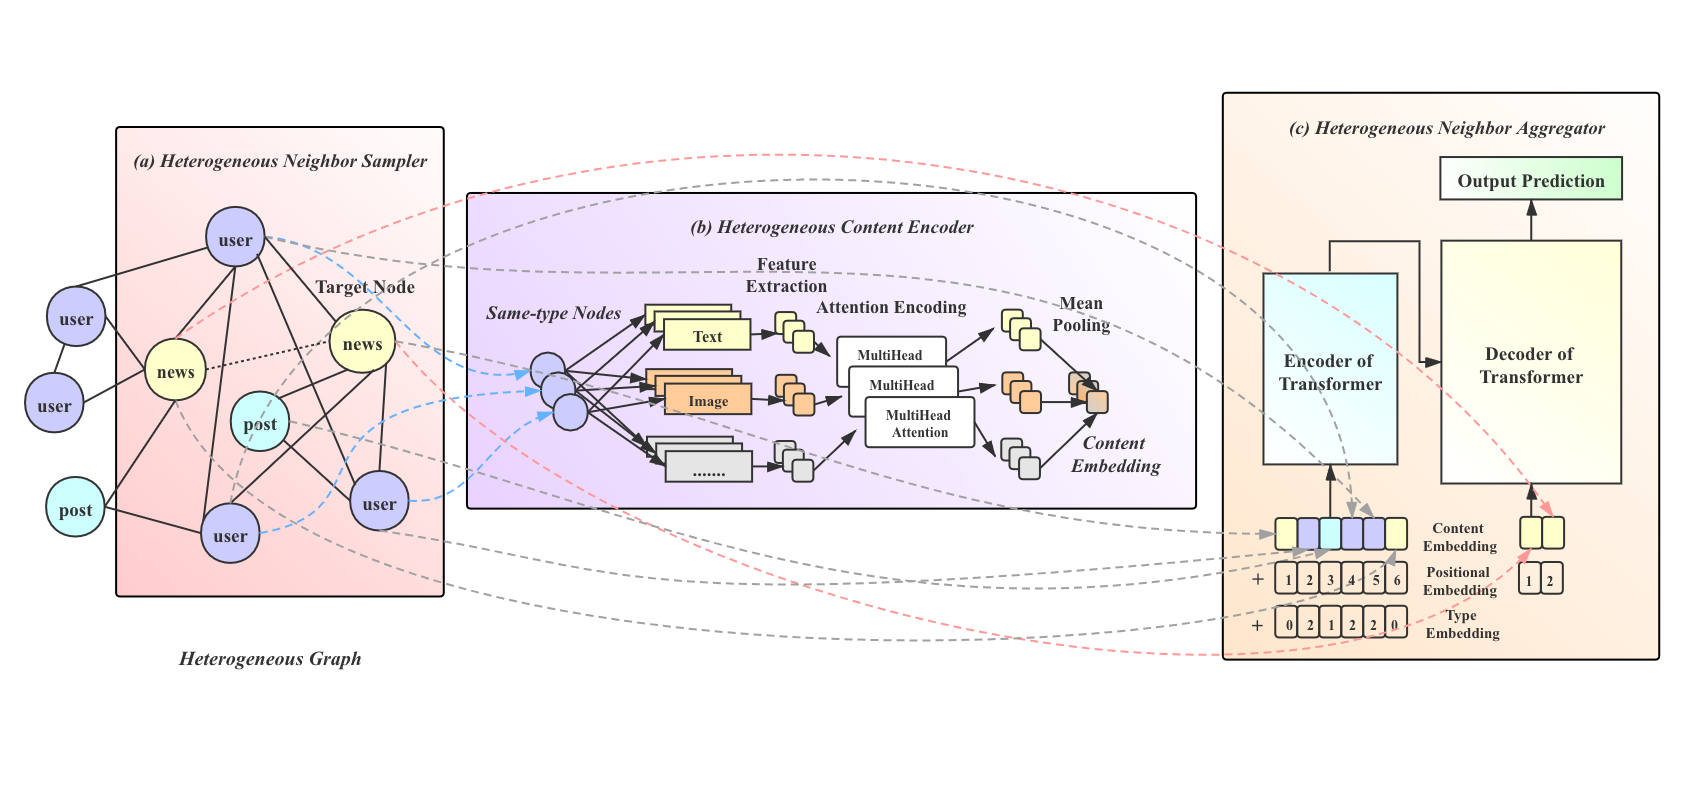 (a) Heterogeneous Neighbor Sampler
user
Target Node
user
news
news
user
post
post
user
user
Heterogeneous Graph
(b) Heterogeneous Content Encoder
Feature
Extraction
Same-type Nodes
Attention Encoding
Mean
Pooling
Text
Image
.......
MultiHead
MultiHead
MultiHead
Attention
Content
Embedding
(c) Heterogeneous Neighbor Aggregator
Output Prediction
Encoder of
Transformer
Decoder of
Transformer
Content
Embedding
+ 1 2 3 4 5 6
Positional
Embedding
1 2
+ 0 2 1 2 2 0
Type
Embedding